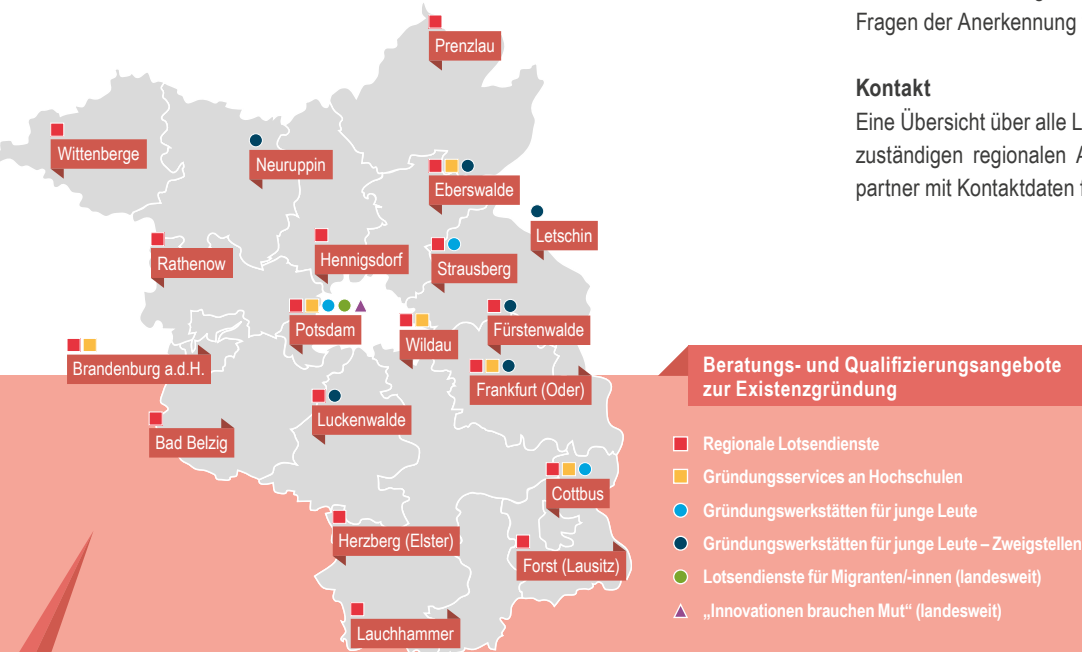 Fragen der Anerkennung
Kontakt
Eine Übersicht über alle L
zuständigen regionalen A
partner mit Kontaktdaten
Prenzlau
Wittenberge
Neuruppin
Eberswalde
Letschin
Rathenow
Hennigsdorf
Strausberg
Potsdam
Wildau
Fürstenwalde
Brandenburg a.d.H.
Frankfurt (Oder)
Luckenwalde
Bad Belzig
Cottbus
Herzberg (Elster)
Forst (Lausitz)
Lauchhammer
Beratungs- und Qualifizierungsangebote
zur Existenzgründung
Regionale Lotsendienste
Gründungsservices an Hochschulen
Gründungswerkstätten für junge Leute
Gründungswerkstätten für junge Leute – Zweigstellen
Lotsendienste für Migranten/-innen (landesweit)
„Innovationen brauchen Mut“ (landesweit)